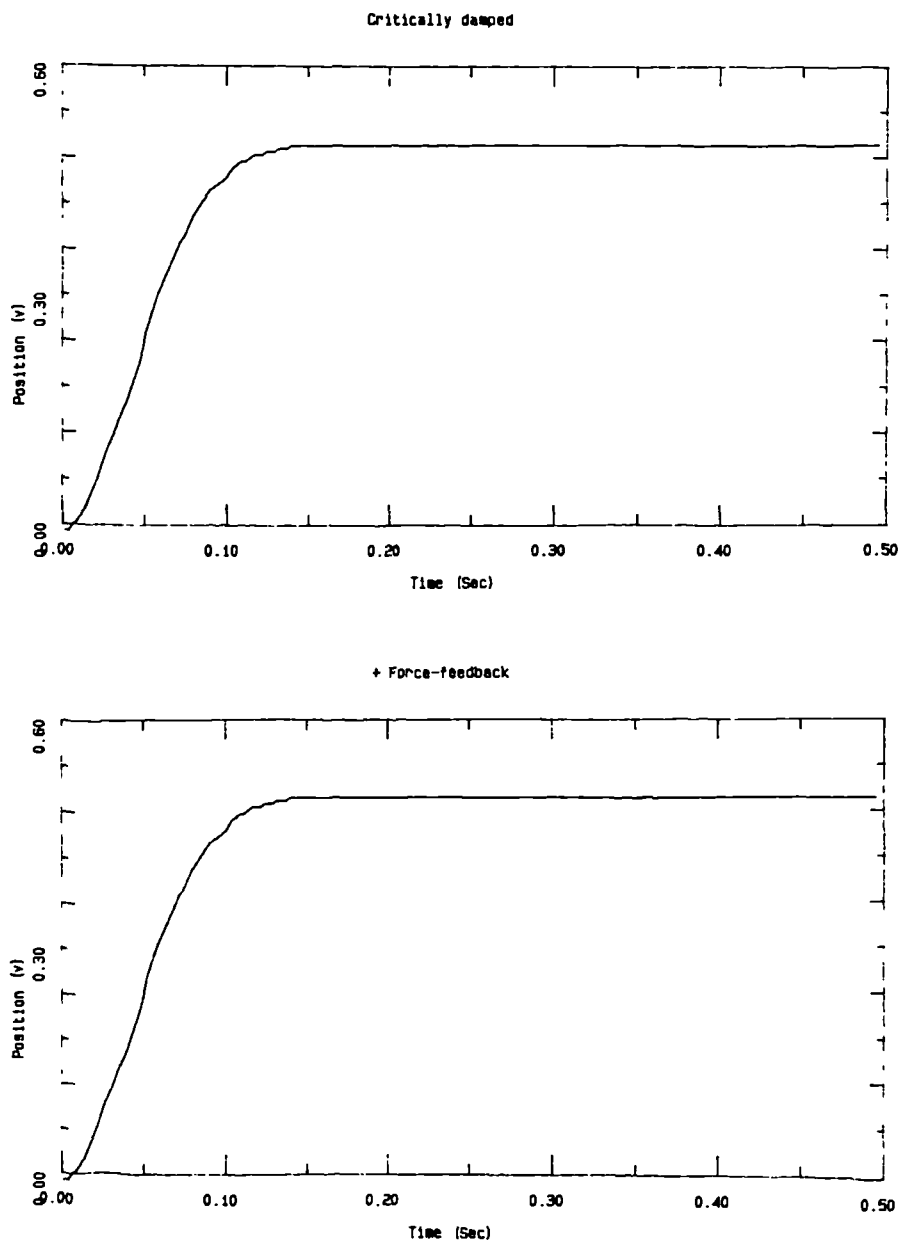 Critically damped
0.60
0.30
0.00
Position (v)
0.00 0.10 0.20 0.30 0.40 0.50
Time (Sec)
+ Force-feedback
0.60
0.30
0.00
Position (v)
0.00 0.10 0.20 0.30 0.40 0.50
Time (Sec)